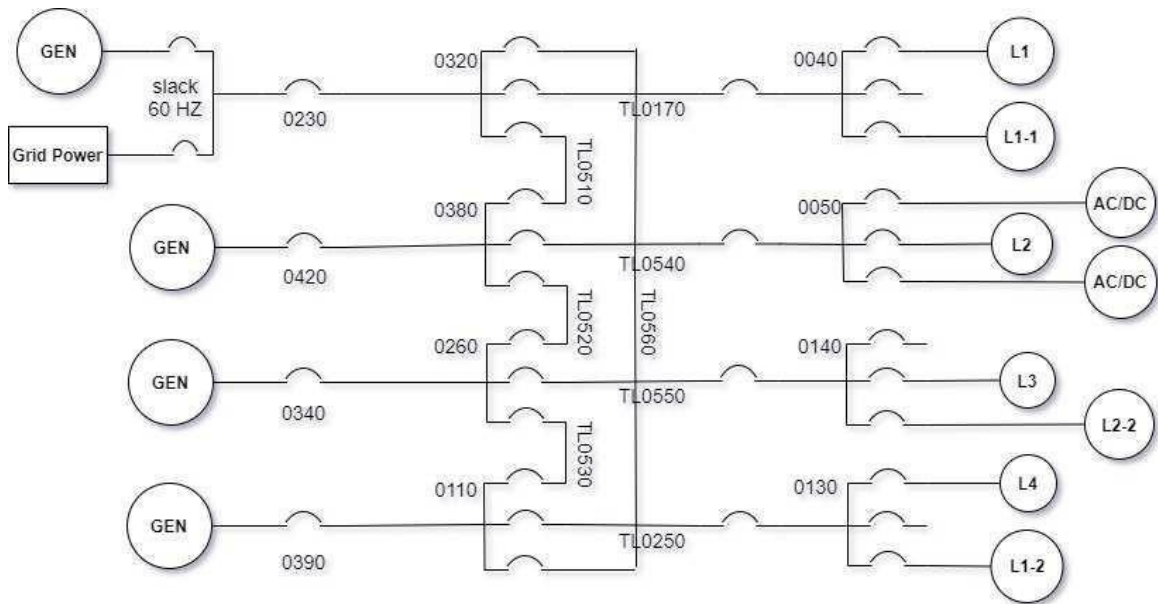 GEN
slack
60 HZ
Grid Power
0230
0320
TL0170
0040
L1
L1-1
TL0510
GEN
0420
0380
TL0540
0050
AC/DC
L2
AC/DC
TL0520
TL0560
GEN
0340
0260
TL0550
0140
L3
L2-2
TL0530
GEN
0390
0110
TL0250
0130
L4
L1-2